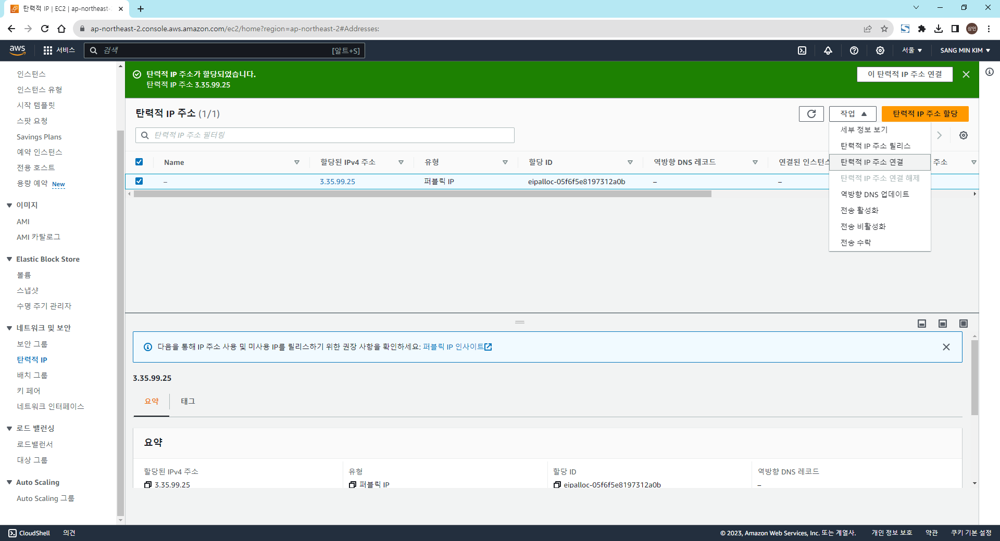 탄력적 IP | EC2 | ap-northeast-2
ap-northeast-2.console.aws.amazon.com/ec2/home?region=ap-northeast-2#Addresses:
상민
aws
서비스
검색
[알트+S]
서울
SANG MIN KIM
인스턴스
인스턴스 유형
시작 템플릿
스팟 요청
Savings Plans
예약 인스턴스
전용 호스트
용량 예약 New
이미지
AMI
AMI 카탈로그
Elastic Block Store
볼륨
스냅샷
수명 주기 관리자
네트워크 및 보안
보안 그룹
탄력적 IP
배치 그룹
키 페어
네트워크 인터페이스
로드 밸런싱
로드밸런서
대상 그룹
Auto Scaling
Auto Scaling 그룹
탄력적 IP 주소가 할당되었습니다.
탄력적 IP 주소 3.35.99.25
이 탄력적 IP 주소 연결
탄력적 IP 주소 (1/1)
작업
탄력적 IP 주소 할당
탄력적 IP 주소 필터링
세부 정보 보기
탄력적 IP 주소 릴리스
탄력적 IP 주소 연결
탄력적 IP 주소 연결 해제
역방향 DNS 업데이트
전송 활성화
전송 비활성화
전송 수락
Name 할당된 IPv4 주소 유형 할당 ID 역방향 DNS 레코드 연결된 인스턴스 주소
– 3.35.99.25 퍼블릭 IP eipalloc-05f6f5e8197312a0b – –
다음을 통해 IP 주소 사용 및 미사용 IP를 릴리스하기 위한 권장 사항을 확인하세요: 퍼블릭 IP 인사이트
3.35.99.25
요약 태그
요약
할당된 IPv4 주소 유형 할당 ID 역방향 DNS 레코드
3.35.99.25 퍼블릭 IP eipalloc-05f6f5e8197312a0b –
CloudShell 의견
© 2023, Amazon Web Services, Inc. 또는 계열사. 개인 정보 보호 약관 쿠키 기본 설정